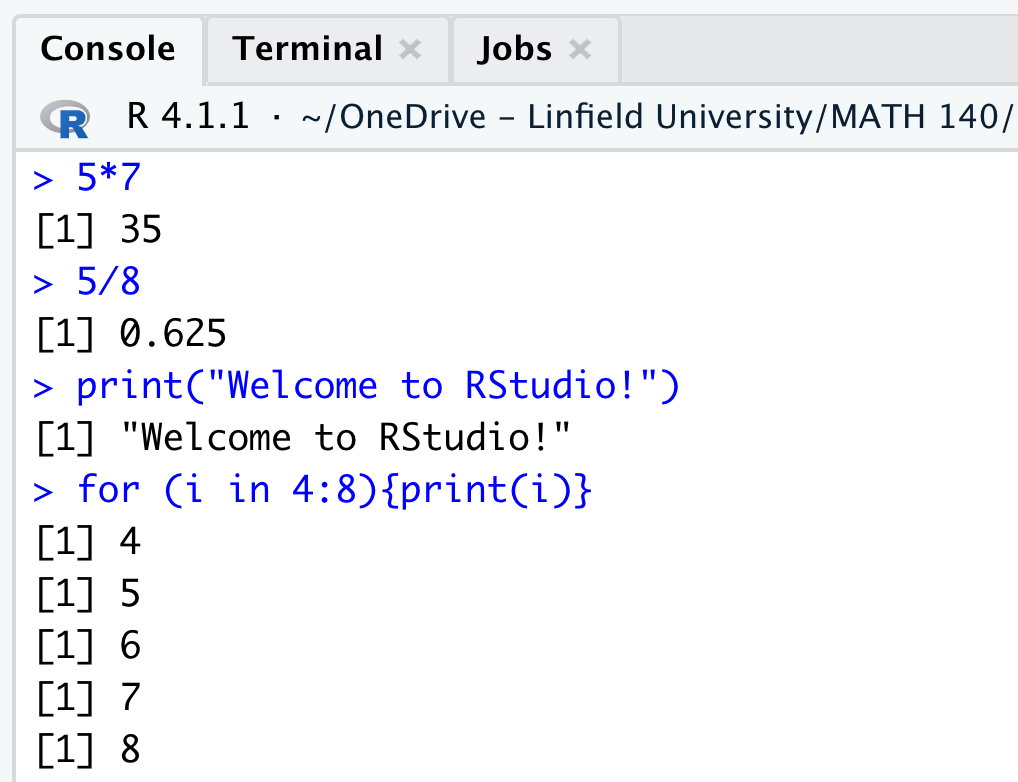 Console Terminal × Jobs ×
R R 4.1.1 · ~/OneDrive - Linfield University/MATH 140/
> 5*7
[1] 35
> 5/8
[1] 0.625
> print("Welcome to RStudio!")
[1] "Welcome to RStudio!"
> for (i in 4:8){print(i)}
[1] 4
[1] 5
[1] 6
[1] 7
[1] 8